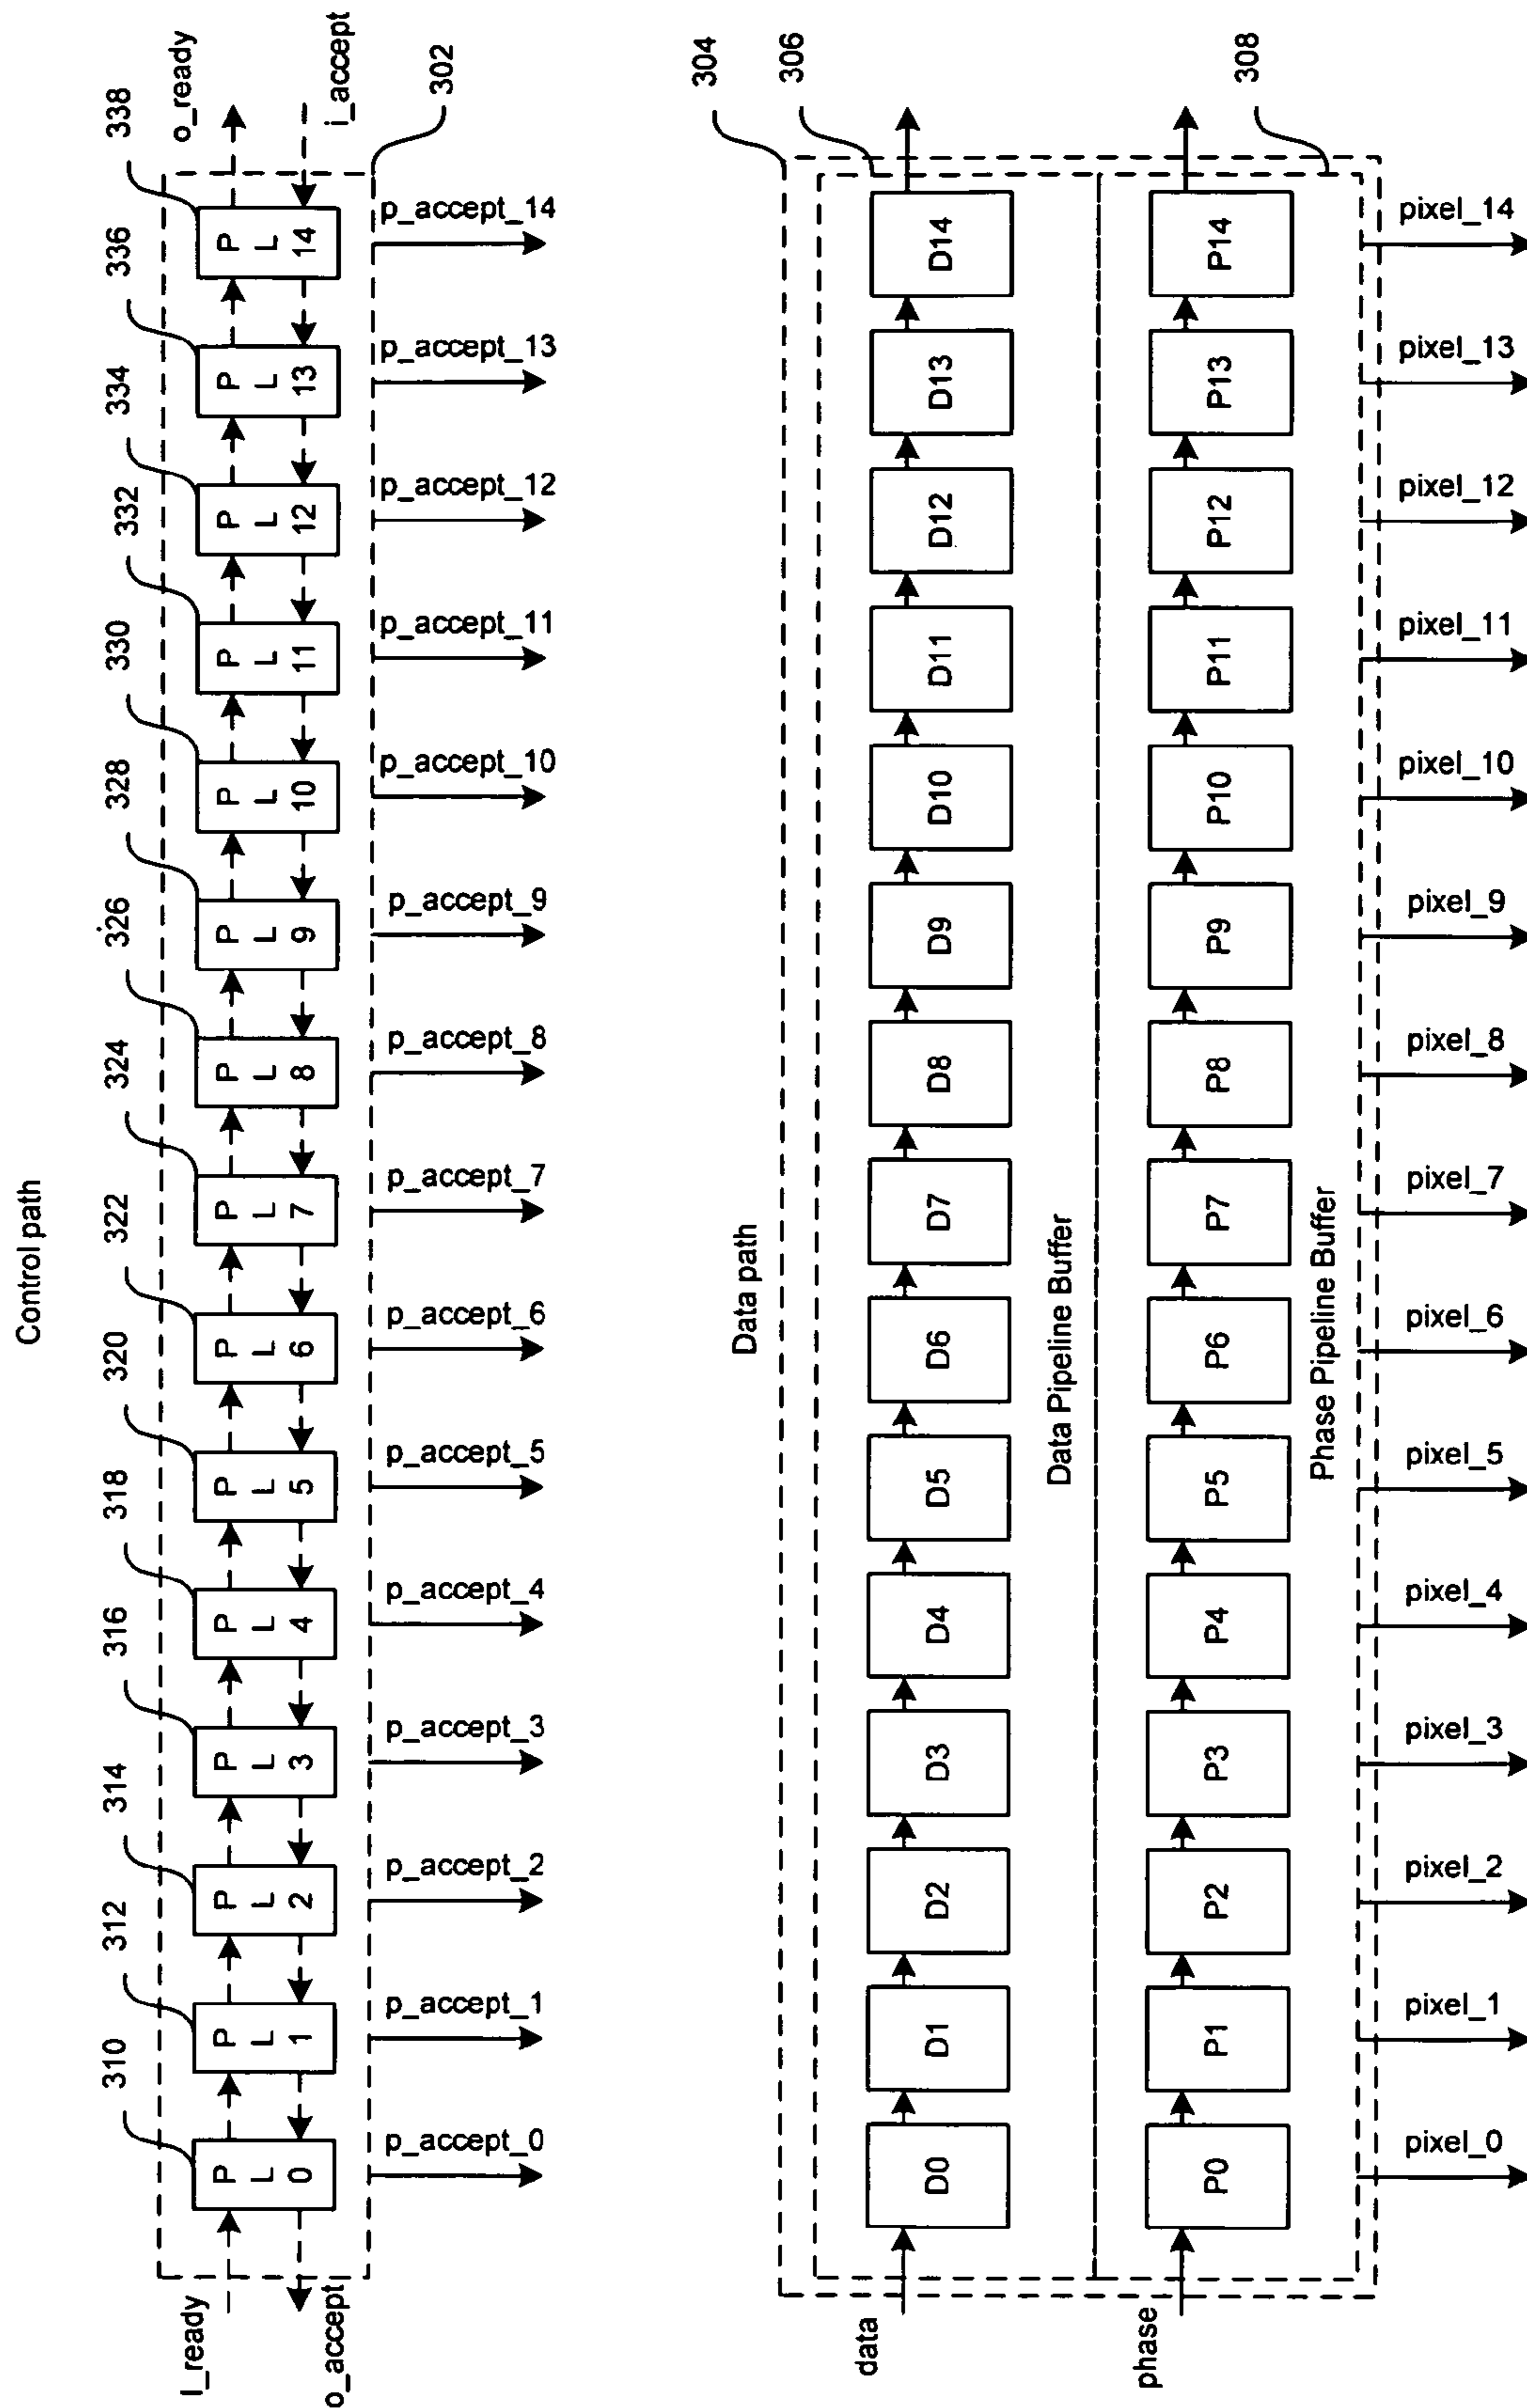 Control path
310
312
314
316
318
320
322
324
326
328
330
332
334
336
338
I_ready
o_ready
P L 0
P L 1
P L 2
P L 3
P L 4
P L 5
P L 6
P L 7
P L 8
P L 9
P L 10
P L 11
P L 12
P L 13
P L 14
o_accept
i_accept
302
p_accept_0
p_accept_1
p_accept_2
p_accept_3
p_accept_4
p_accept_5
p_accept_6
p_accept_7
p_accept_8
p_accept_9
p_accept_10
p_accept_11
p_accept_12
p_accept_13
p_accept_14
Data path
304
306
data
D0
D1
D2
D3
D4
D5
D6
D7
D8
D9
D10
D11
D12
D13
D14
Data Pipeline Buffer
phase
P0
P1
P2
P3
P4
P5
P6
P7
P8
P9
P10
P11
P12
P13
P14
308
Phase Pipeline Buffer
pixel_0
pixel_1
pixel_2
pixel_3
pixel_4
pixel_5
pixel_6
pixel_7
pixel_8
pixel_9
pixel_10
pixel_11
pixel_12
pixel_13
pixel_14